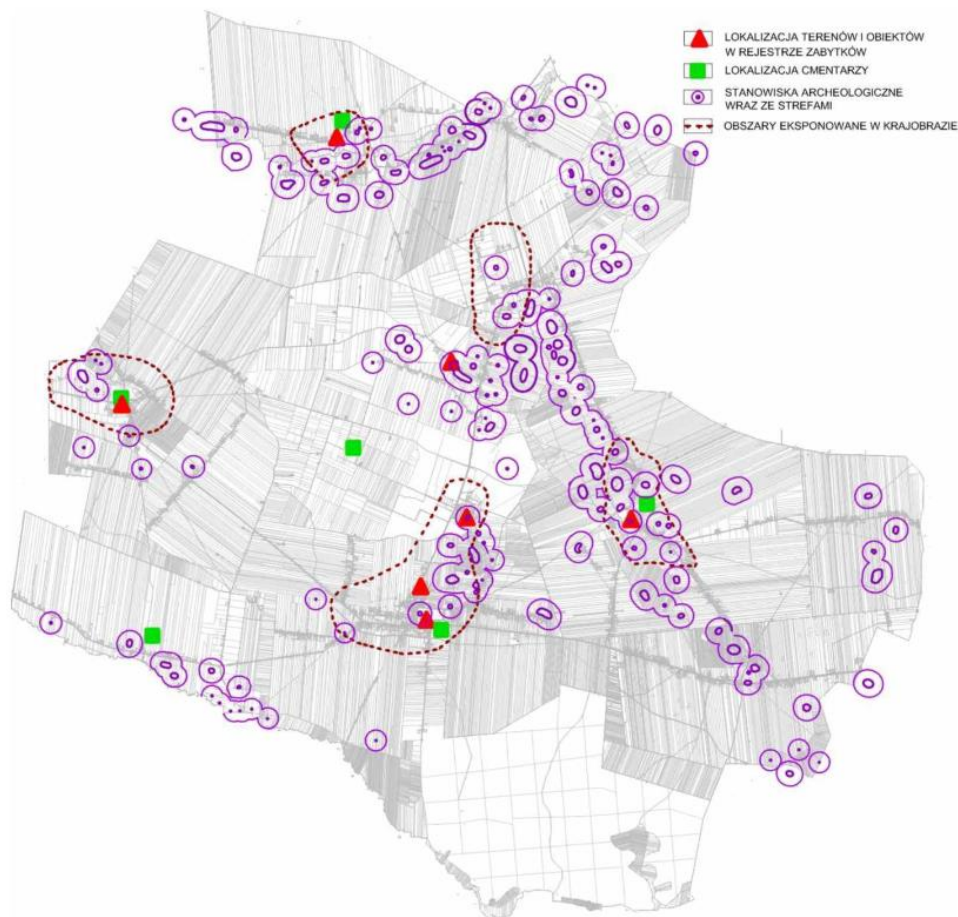 LOKALIZACJA TERENÓW I OBIEKTÓW
W REJESTRZE ZABYTKÓW
LOKALIZACJA CMENTARZY
STANOWISKA ARCHEOLOGICZNE
WRAZ ZE STREFAMI
OBSZARY EKSPONOWANE W KRAJOBRAZIE